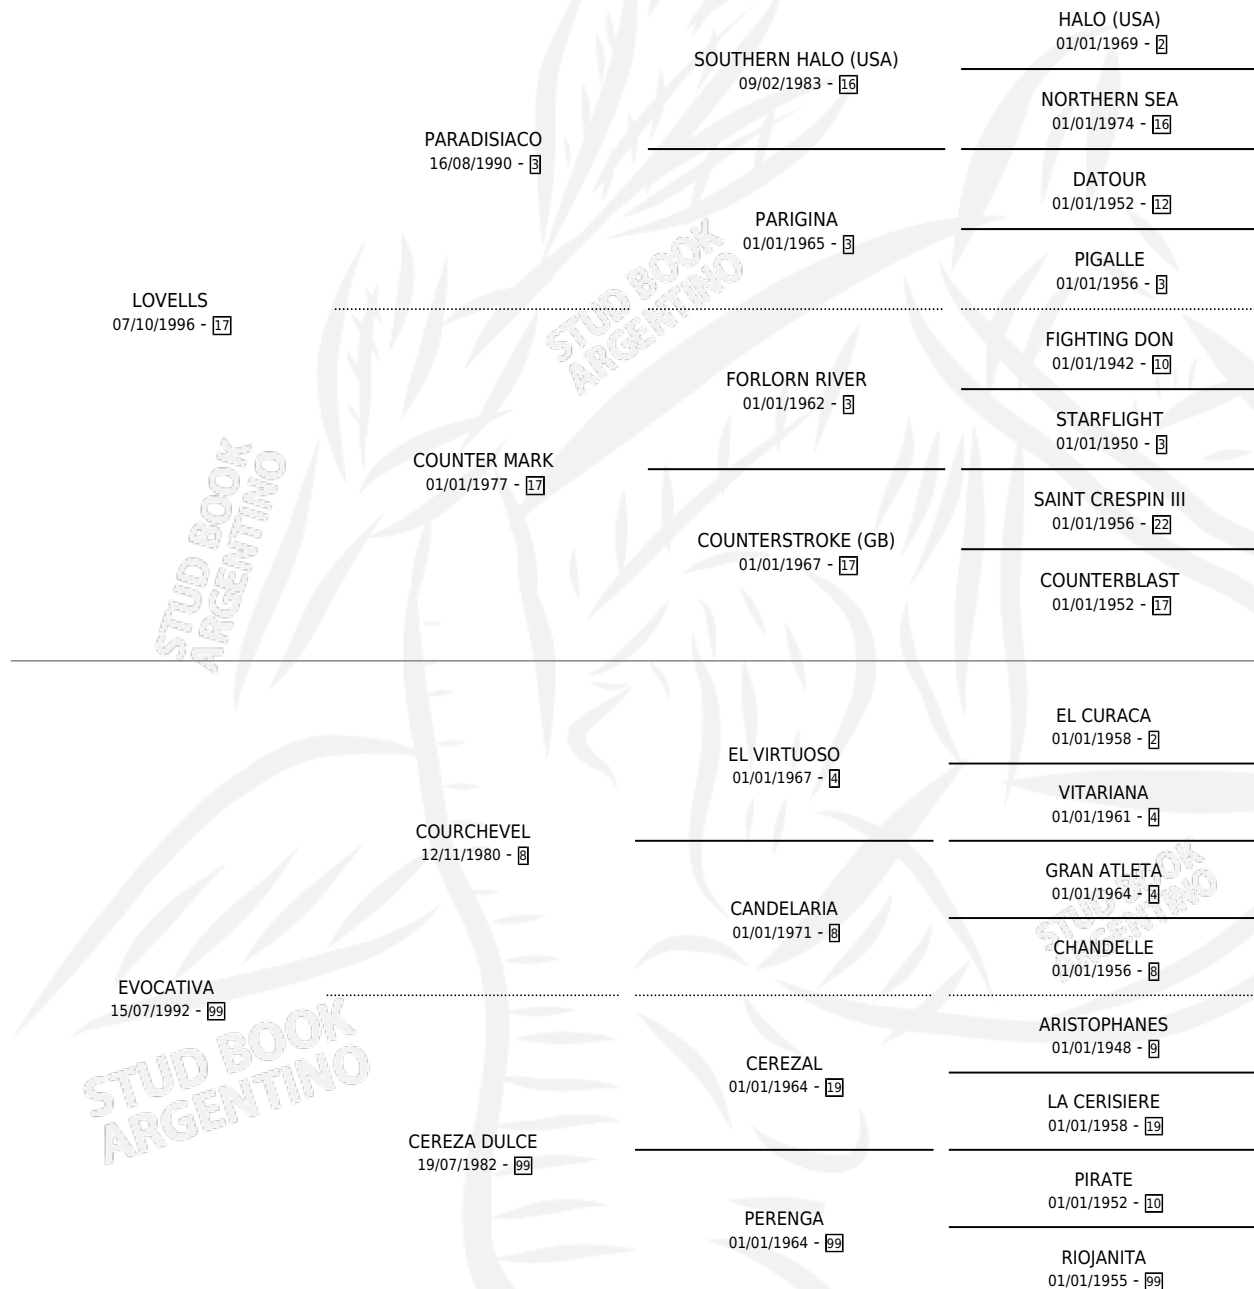 HALO (USA)
01/01/1969 - 2
SOUTHERN HALO (USA)
09/02/1983 - 16
NORTHERN SEA
01/01/1974 - 16
PARADISIACO
16/08/1990 - 3
DATOUR
01/01/1952 - 12
PARIGINA
01/01/1965 - 3
PIGALLE
01/01/1956 - 3
LOVELLS
07/10/1996 - 17
FIGHTING DON
01/01/1942 - 10
FORLORN RIVER
01/01/1962 - 3
STARFLIGHT
01/01/1950 - 3
COUNTER MARK
01/01/1977 - 17
SAINT CRESPIN III
01/01/1956 - 22
COUNTERSTROKE (GB)
01/01/1967 - 17
COUNTERBLAST
01/01/1952 - 17
EL CURACA
01/01/1958 - 2
EL VIRTUOSO
01/01/1967 - 4
VITARIANA
01/01/1961 - 4
COURCHEVEL
12/11/1980 - 8
GRAN ATLETA
01/01/1964 - 4
CANDELARIA
01/01/1971 - 8
CHANDELLE
01/01/1956 - 8
EVOCATIVA
15/07/1992 - 99
ARISTOPHANES
01/01/1948 - 9
CEREZAL
01/01/1964 - 19
LA CERISIERE
01/01/1958 - 19
CEREZA DULCE
19/07/1982 - 99
PIRATE
01/01/1952 - 10
PERENGA
01/01/1964 - 99
RIOJANITA
01/01/1955 - 99
STUD BOOK
ARGENTINO
STUD BOOK
ARGENTINO
STUD BOOK
ARGENTINO
STUD BOOK
ARGENTINO